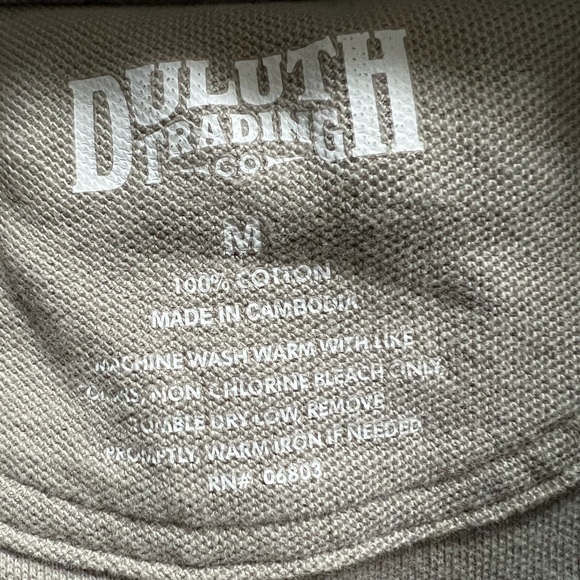 DULUTH
TRADING
CO
M
100% COTTON
MADE IN CAMBODIA
MACHINE WASH WARM WITH LIKE
COLORS, NON CHLORINE BLEACH ONLY,
TUMBLE DRY LOW, REMOVE
PROMPTLY, WARM IRON IF NEEDED
RN# 06803